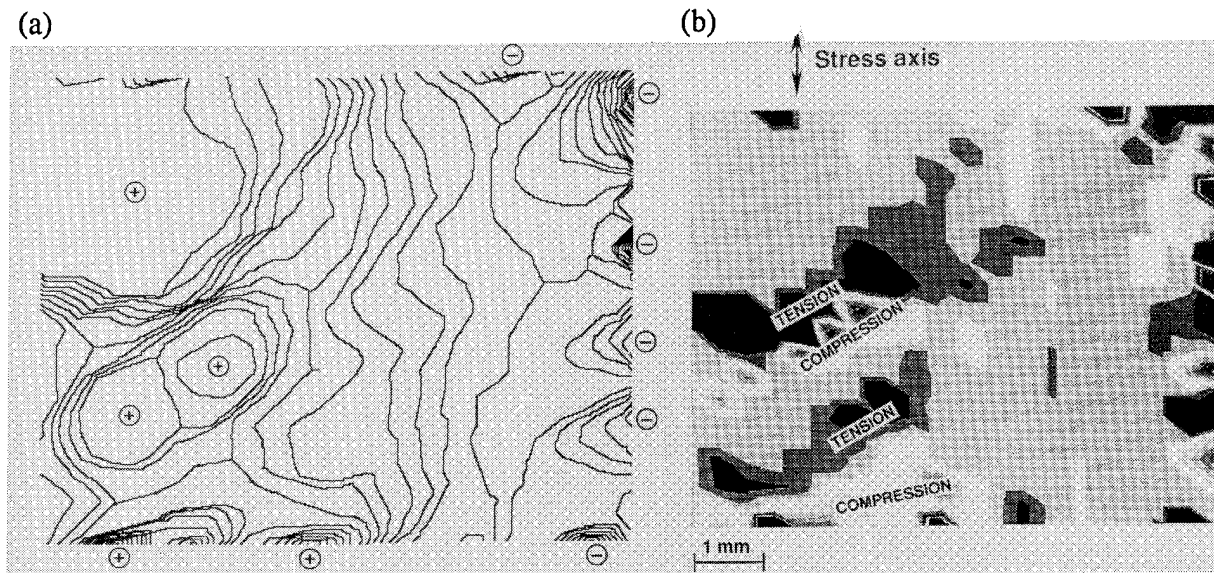 (a)
(b)
Stress axis
TENSION
COMPRESSION
TENSION
COMPRESSION
1 mm